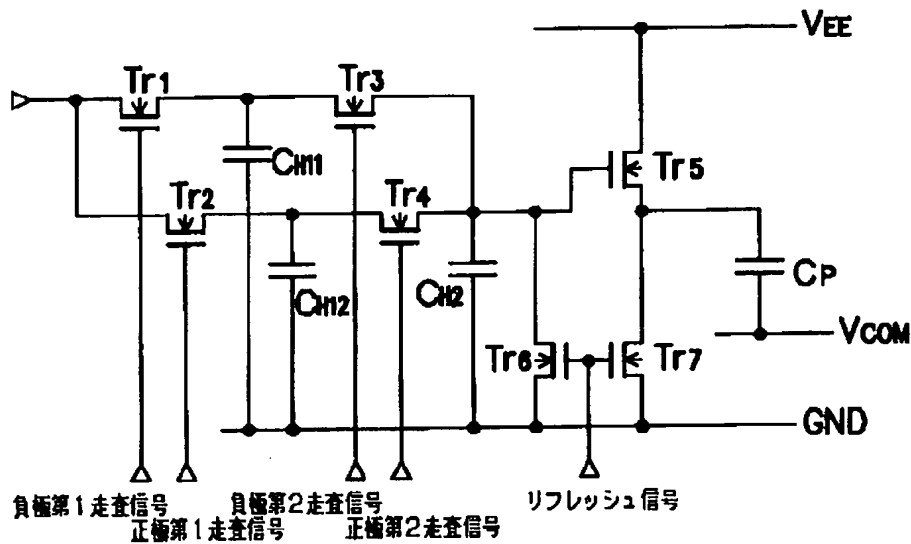 VEE
Tr1
Tr3
CH11
Tr5
Tr2
Tr4
CH12
CH2
CP
VCOM
Tr6
Tr7
GND
負極第1走査信号
正極第1走査信号
負極第2走査信号
正極第2走査信号
リフレッシュ信号